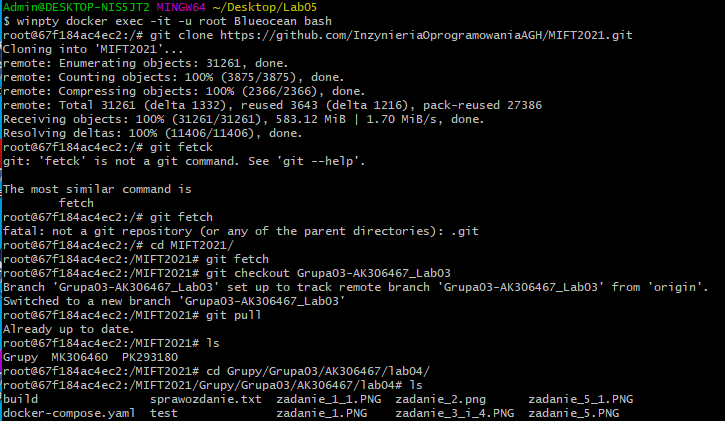 Admin@DESKTOP-NIS5JT2 MINGW64 ~/Desktop/Lab05
$ winpty docker exec -it -u root Blueocean bash
root@67f184ac4ec2:/# git clone https://github.com/InzynieriaOprogramowaniaAGH/MIFT2021.git
Cloning into 'MIFT2021'...
remote: Enumerating objects: 31261, done.
remote: Counting objects: 100% (3875/3875), done.
remote: Compressing objects: 100% (2366/2366), done.
remote: Total 31261 (delta 1332), reused 3643 (delta 1216), pack-reused 27386
Receiving objects: 100% (31261/31261), 583.12 MiB | 1.70 MiB/s, done.
Resolving deltas: 100% (11406/11406), done.
root@67f184ac4ec2:/# git fetck
git: 'fetck' is not a git command. See 'git --help'.

The most similar command is
        fetch
root@67f184ac4ec2:/# git fetch
fatal: not a git repository (or any of the parent directories): .git
root@67f184ac4ec2:/# cd MIFT2021/
root@67f184ac4ec2:/MIFT2021# git fetch
root@67f184ac4ec2:/MIFT2021# git checkout Grupa03-AK306467_Lab03
Branch 'Grupa03-AK306467_Lab03' set up to track remote branch 'Grupa03-AK306467_Lab03' from 'origin'.
Switched to a new branch 'Grupa03-AK306467_Lab03'
root@67f184ac4ec2:/MIFT2021# git pull
Already up to date.
root@67f184ac4ec2:/MIFT2021# ls
Grupy  MK306460  PK293180
root@67f184ac4ec2:/MIFT2021# cd Grupy/Grupa03/AK306467/lab04/
root@67f184ac4ec2:/MIFT2021/Grupy/Grupa03/AK306467/lab04# ls
build                sprawozdanie.txt  zadanie_1_1.PNG  zadanie_2.png      zadanie_5_1.PNG
docker-compose.yaml  test              zadanie_1.PNG    zadanie_3_i_4.PNG  zadanie_5.PNG